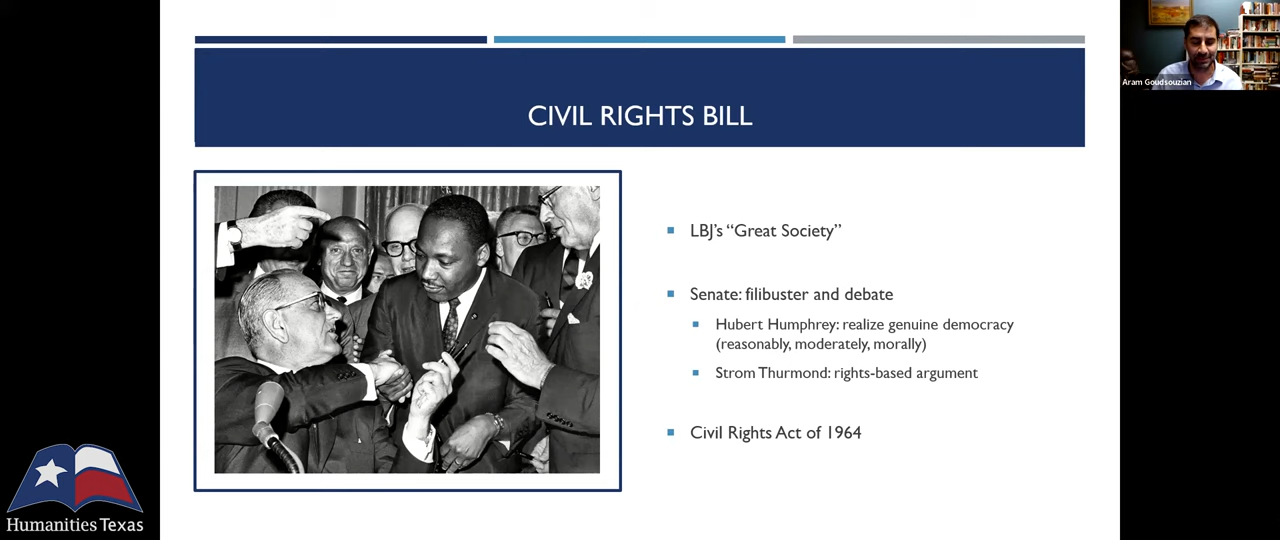 CIVIL RIGHTS BILL
Aram Goudsouzian
LBJ's “Great Society”
Senate: filibuster and debate
Hubert Humphrey: realize genuine democracy
(reasonably, moderately, morally)
Strom Thurmond: rights-based argument
Civil Rights Act of 1964
Humanities Texas